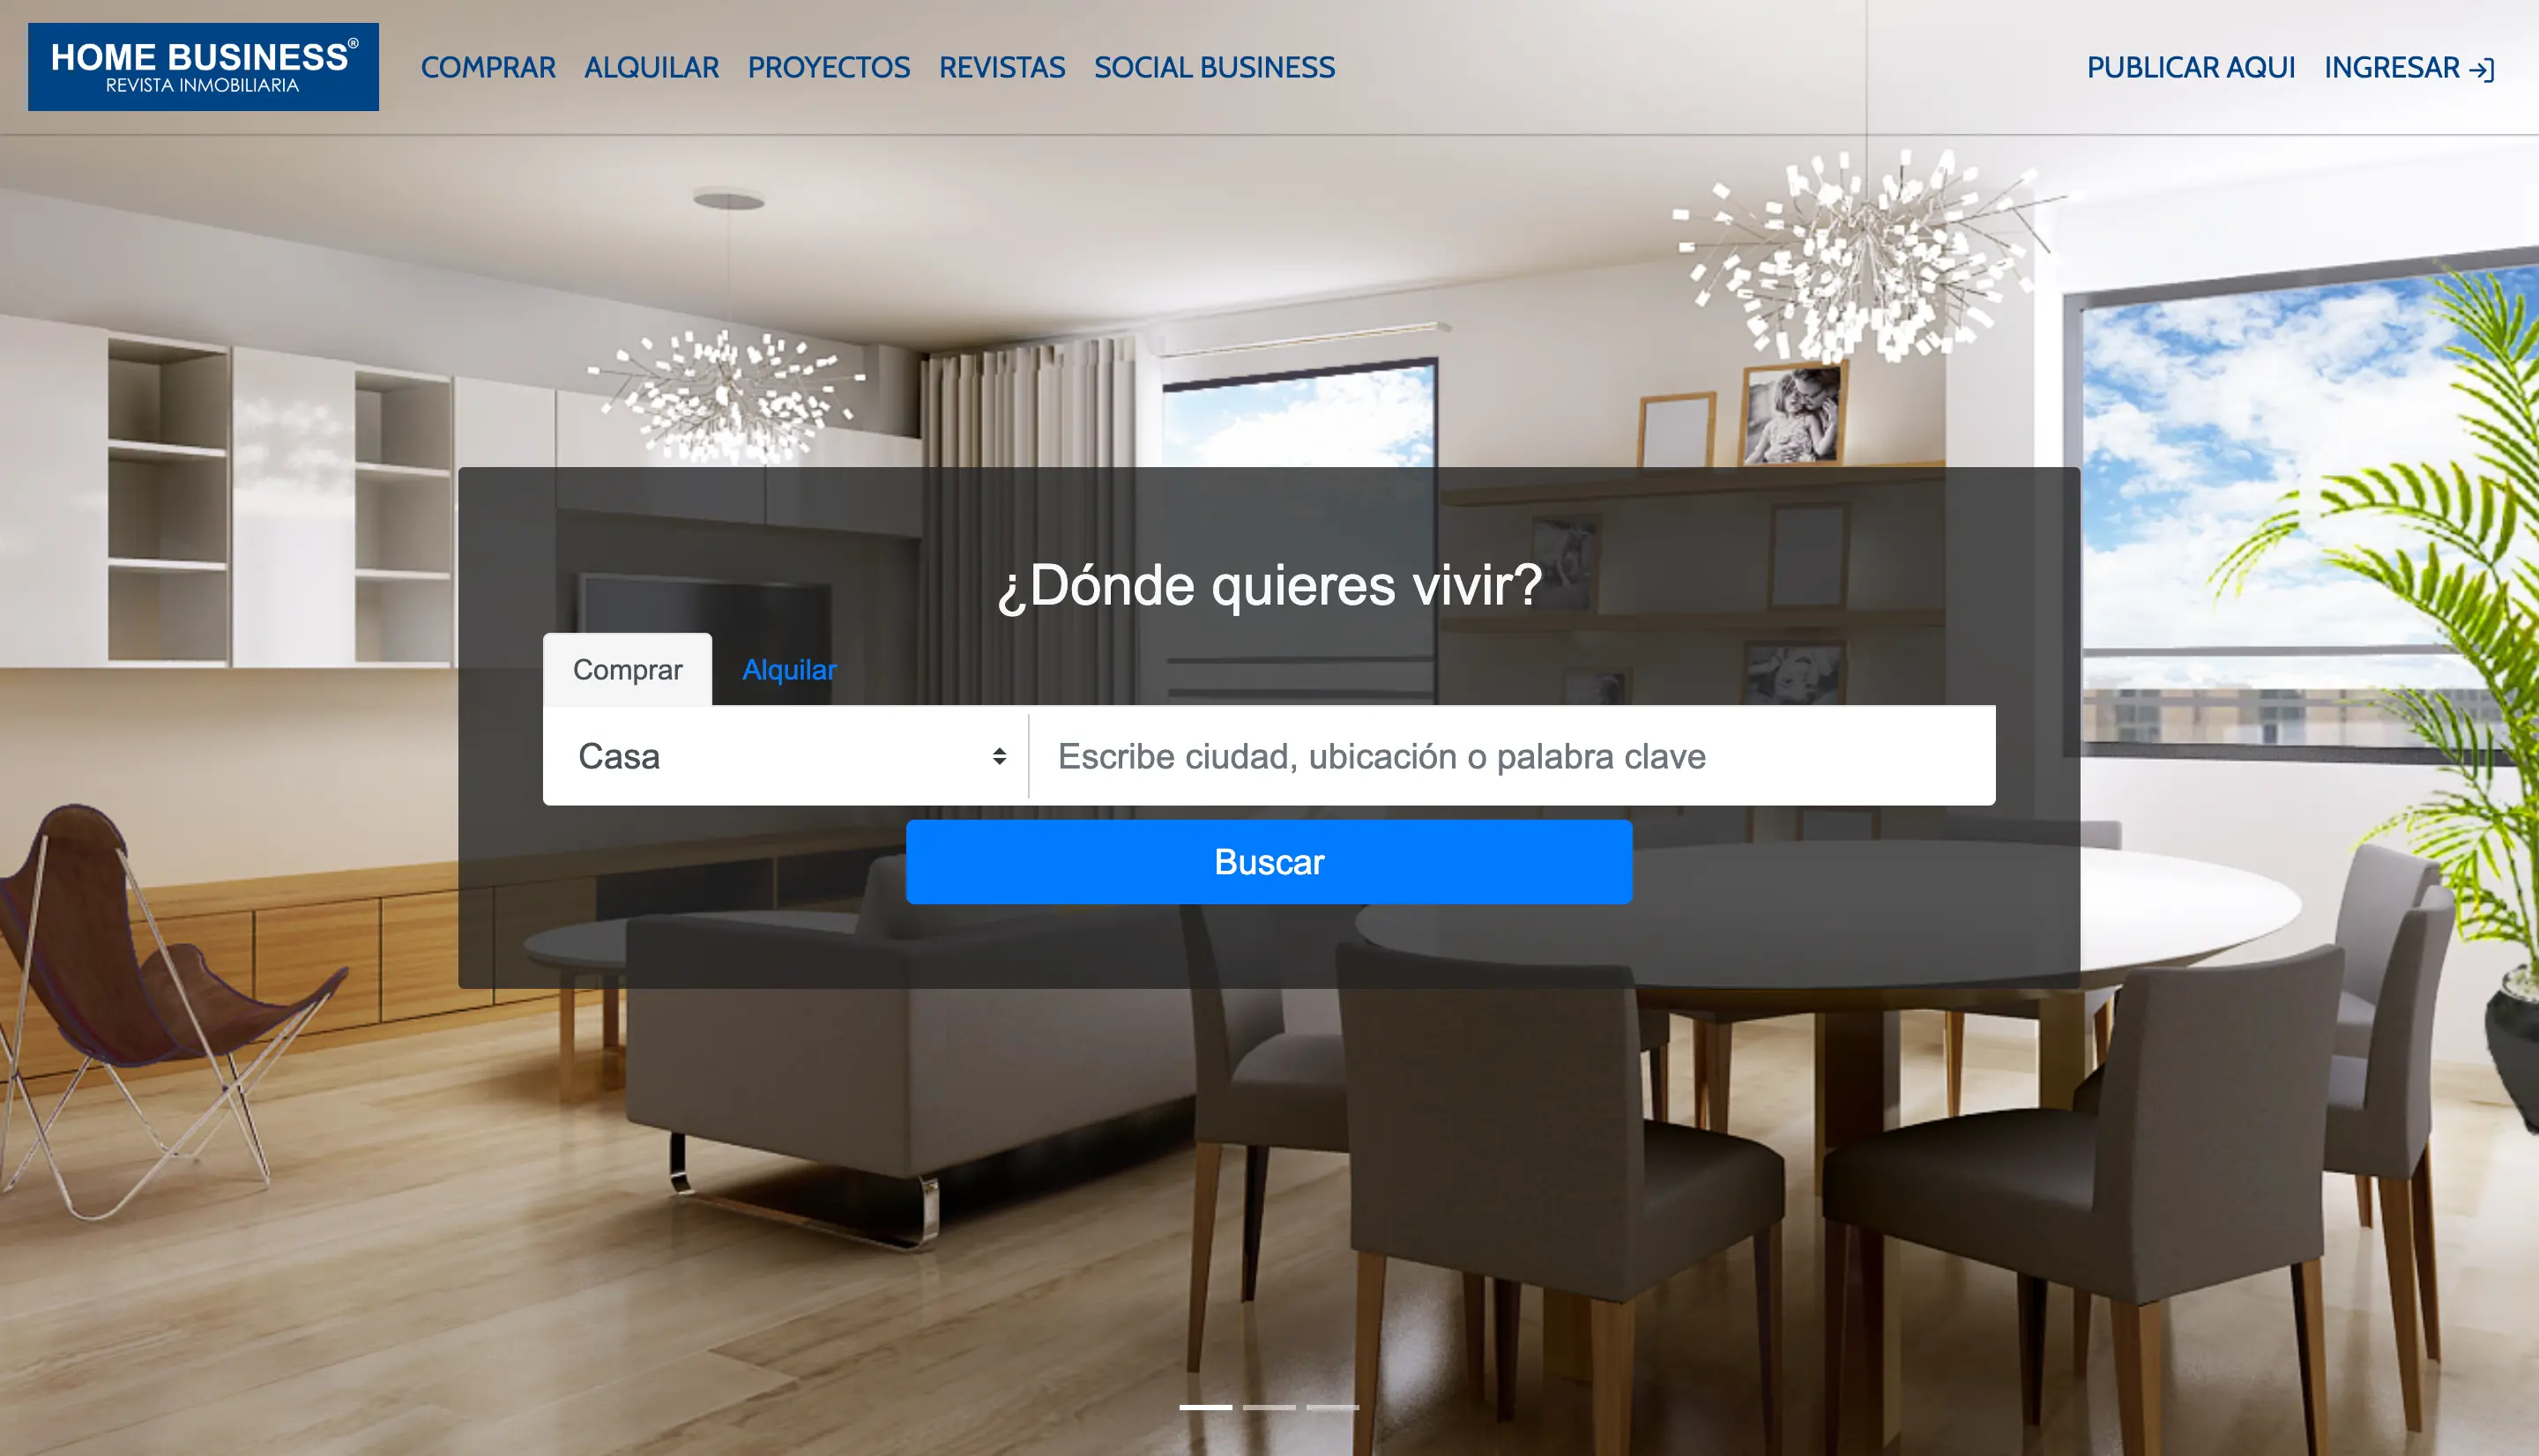 HOME BUSINESS®
REVISTA INMOBILIARIA
COMPRAR ALQUILAR PROYECTOS REVISTAS SOCIAL BUSINESS PUBLICAR AQUI INGRESAR
¿Dónde quieres vivir?
Comprar Alquilar
Casa Escribe ciudad, ubicación o palabra clave
Buscar